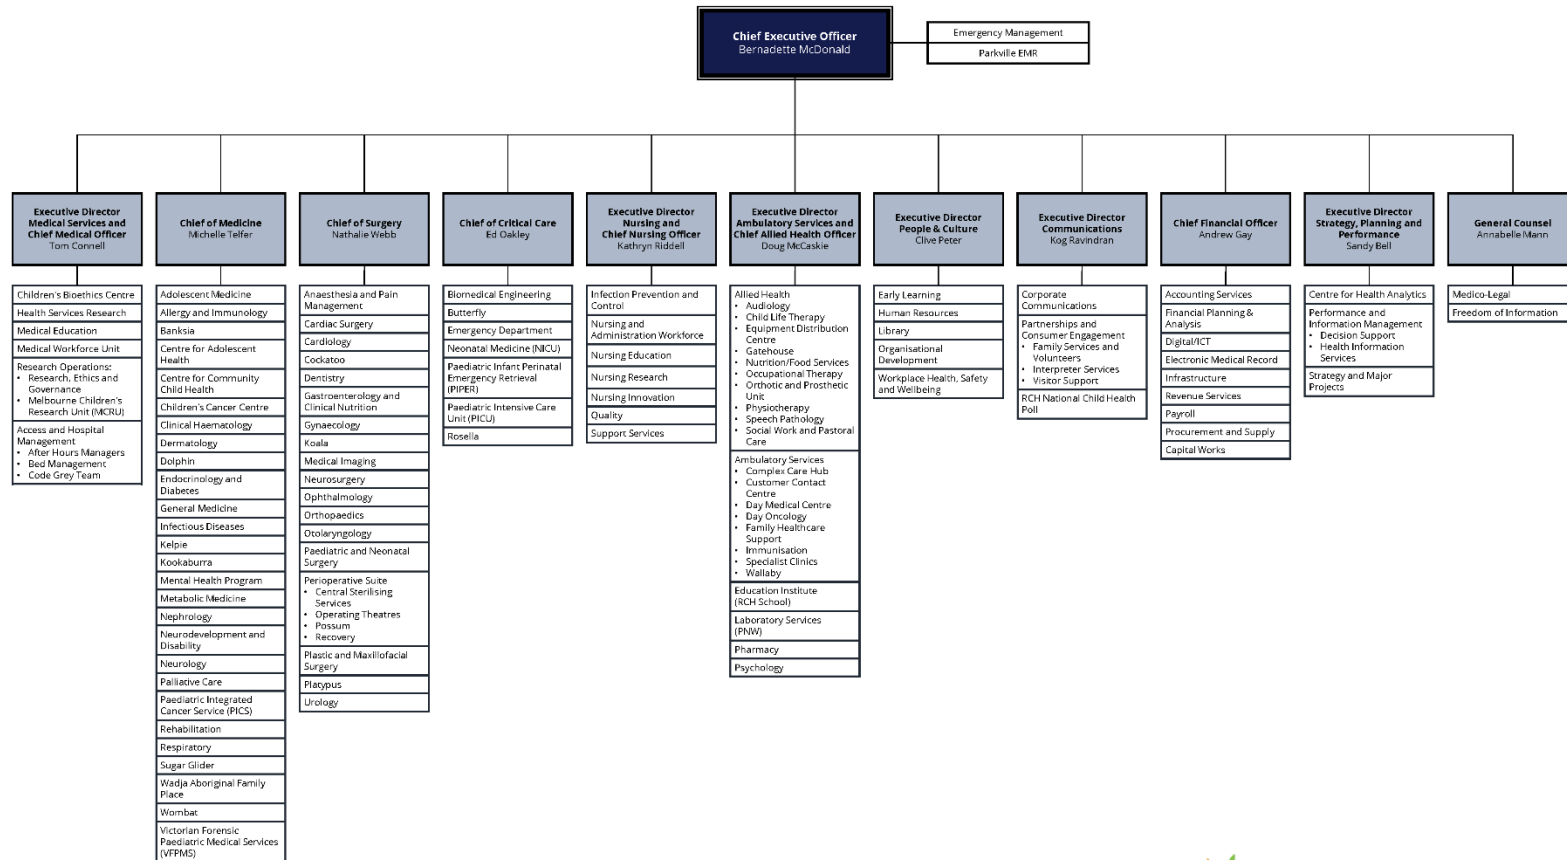 Chief Executive Officer
Bernadette McDonald
Emergency Management
Parkville EMR
Executive Director
Medical Services and
Chief Medical Officer
Tom Connell
Children's Bioethics Centre
Health Services Research
Medical Education
Medical Workforce Unit
Research Operations:
• Research, Ethics and
Governance
• Melbourne Children's
Research Unit (MCRU)
Access and Hospital
Management
• After Hours Managers
• Bed Management
• Code Grey Team
Chief of Medicine
Michelle Telfer
Adolescent Medicine
Allergy and Immunology
Banksia
Centre for Adolescent
Health
Centre for Community
Child Health
Children's Cancer Centre
Clinical Haematology
Dermatology
Dolphin
Endocrinology and
Diabetes
General Medicine
Infectious Diseases
Kelpie
Kookaburra
Mental Health Program
Metabolic Medicine
Nephrology
Neurodevelopment and
Disability
Neurology
Palliative Care
Paediatric Integrated
Cancer Service (PICS)
Rehabilitation
Respiratory
Sugar Glider
Wadja Aboriginal Family
Place
Wombat
Victorian Forensic
Paediatric Medical Services
(VFPMS)
Chief of Surgery
Nathalie Webb
Anaesthesia and Pain
Management
Cardiac Surgery
Cardiology
Cockatoo
Dentistry
Gastroenterology and
Clinical Nutrition
Gynaecology
Koala
Medical Imaging
Neurosurgery
Ophthalmology
Orthopaedics
Otolaryngology
Paediatric and Neonatal
Surgery
Perioperative Suite
• Central Sterilising
Services
• Operating Theatres
• Possum
• Recovery
Plastic and Maxillofacial
Surgery
Platypus
Urology
Chief of Critical Care
Ed Oakley
Biomedical Engineering
Butterfly
Emergency Department
Neonatal Medicine (NICU)
Paediatric Infant Perinatal
Emergency Retrieval
(PIPER)
Paediatric Intensive Care
Unit (PICU)
Rosella
Executive Director
Nursing and
Chief Nursing Officer
Kathryn Riddell
Infection Prevention and
Control
Nursing and
Administration Workforce
Nursing Education
Nursing Research
Nursing Innovation
Quality
Support Services
Executive Director
Ambulatory Services and
Chief Allied Health Officer
Doug McCaskie
Allied Health
• Audiology
• Child Life Therapy
• Equipment Distribution
Centre
• Gatehouse
• Nutrition/Food Services
• Occupational Therapy
• Orthotic and Prosthetic
Unit
• Physiotherapy
• Speech Pathology
• Social Work and Pastoral
Care
Ambulatory Services
• Complex Care Hub
• Customer Contact
Centre
• Day Medical Centre
• Day Oncology
• Family Healthcare
Support
• Immunisation
• Specialist Clinics
• Wallaby
Education Institute
(RCH School)
Laboratory Services
(PNW)
Pharmacy
Psychology
Executive Director
People & Culture
Clive Peter
Early Learning
Human Resources
Library
Organisational
Development
Workplace Health, Safety
and Wellbeing
Executive Director
Communications
Kog Ravindran
Corporate
Communications
Partnerships and
Consumer Engagement
• Family Services and
Volunteers
• Interpreter Services
• Visitor Support
RCH National Child Health
Poll
Chief Financial Officer
Andrew Gay
Accounting Services
Financial Planning &
Analysis
Digital/ICT
Electronic Medical Record
Infrastructure
Revenue Services
Payroll
Procurement and Supply
Capital Works
Executive Director
Strategy, Planning and
Performance
Sandy Bell
Centre for Health Analytics
Performance and
Information Management
• Decision Support
• Health Information
Services
Strategy and Major
Projects
General Counsel
Annabelle Mann
Medico-Legal
Freedom of Information